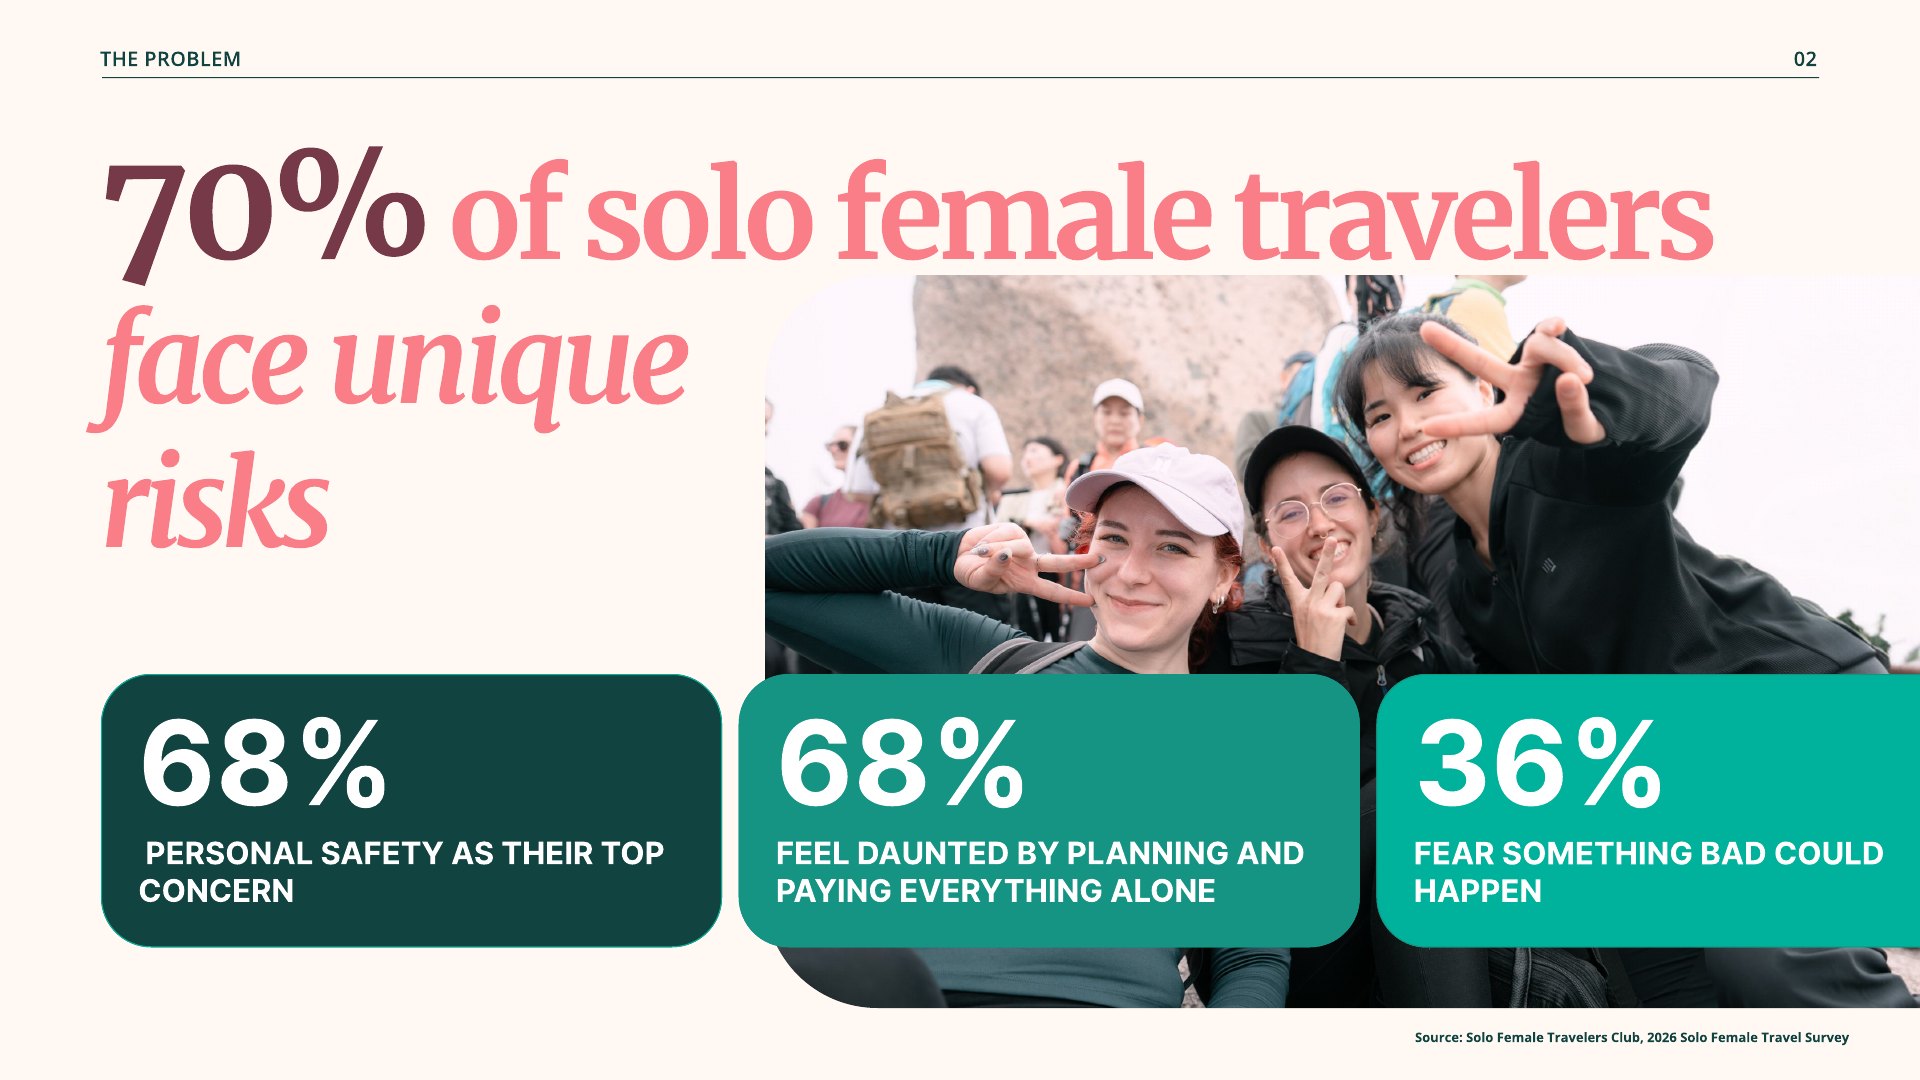 THE PROBLEM
02
70% of solo female travelers
face unique
risks
68%
PERSONAL SAFETY AS THEIR TOP
CONCERN
68%
FEEL DAUNTED BY PLANNING AND
PAYING EVERYTHING ALONE
36%
FEAR SOMETHING BAD COULD
HAPPEN
Source: Solo Female Travelers Club, 2026 Solo Female Travel Survey